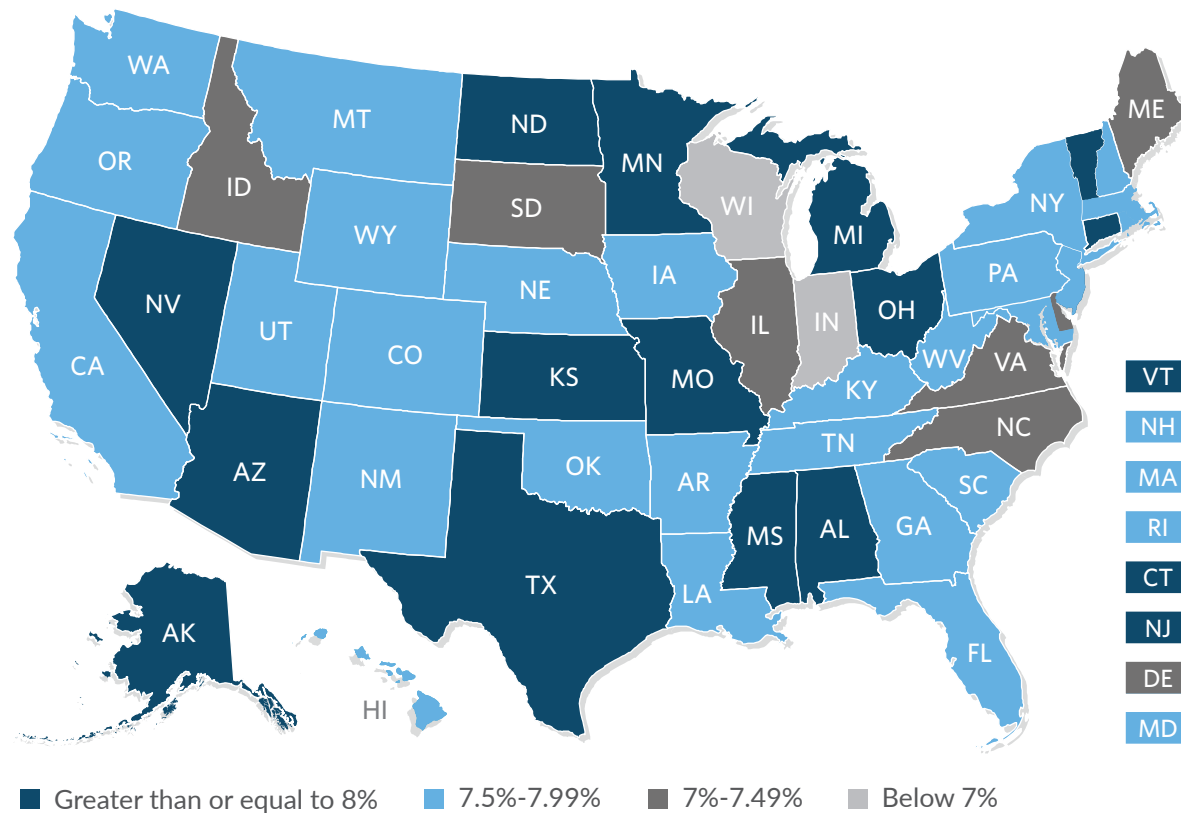 WA
ME
MT
ND
OR
MN
ID
NY
SD
WI
WY
MI
PA
IA
NE
NV
OH
IL
IN
UT
CO
WV
VA
CA
KS
MO
KY
VT
NC
NH
TN
OK
AZ
NM
AR
SC
MA
GA
RI
MS
AL
CT
TX
LA
NJ
AK
FL
DE
HI
MD
Greater than or equal to 8% 7.5%-7.99% 7%-7.49% Below 7%